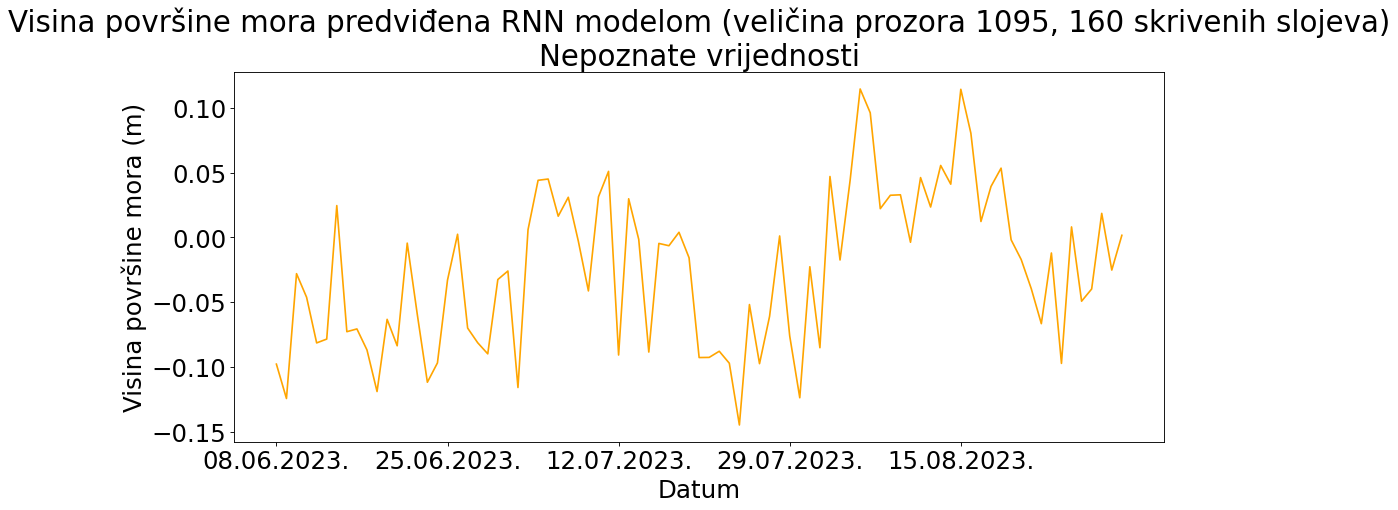 Visina površine mora predviđena RNN modelom (veličina prozora 1095, 160 skrivenih slojeva)
Nepoznate vrijednosti
Visina površine mora (m)
0.10
0.05
0.00
−0.05
−0.10
−0.15
08.06.2023. 25.06.2023. 12.07.2023. 29.07.2023. 15.08.2023.
Datum